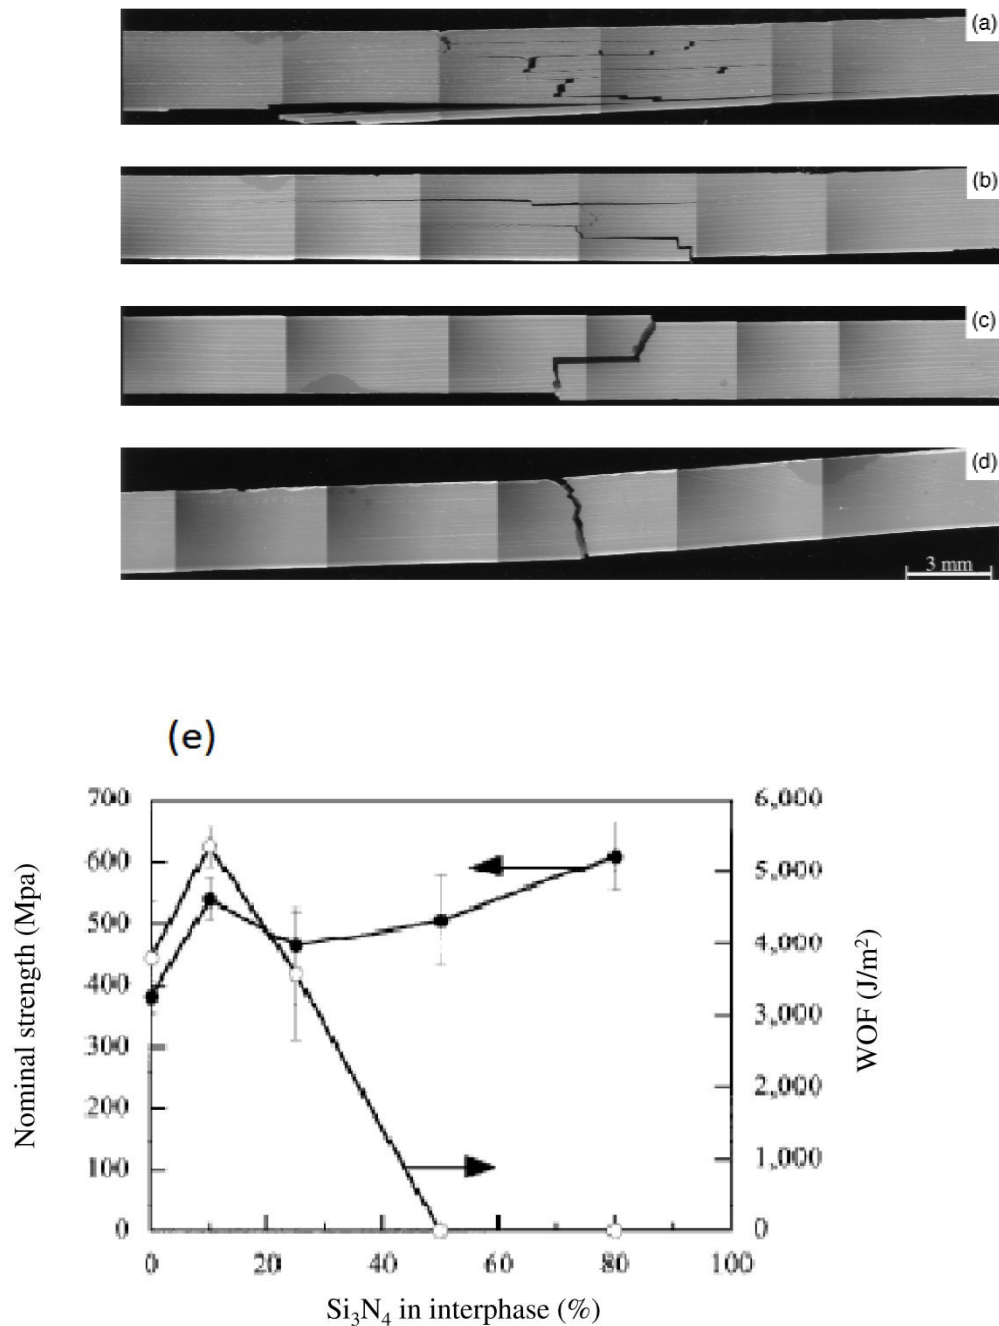 (a)
(b)
(c)
(d)
3 mm
(e)
700
600
500
400
300
200
100
0
Nominal strength (Mpa)
6,000
5,000
4,000
3,000
2,000
1,000
0
WOF (J/m²)
0 20 40 60 80 100
Si₃N₄ in interphase (%)